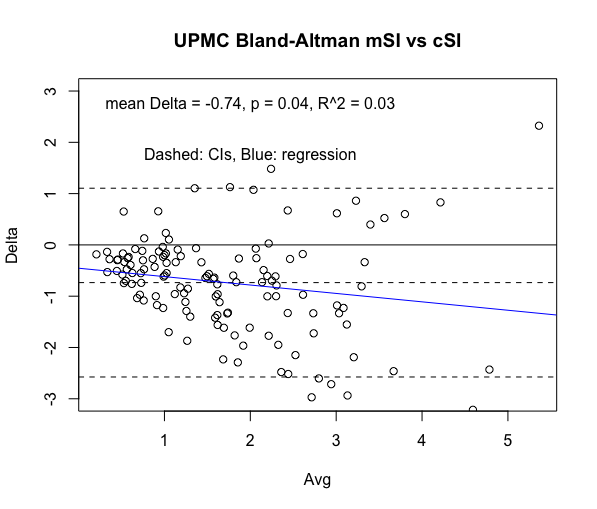 UPMC Bland-Altman mSI vs cSI
mean Delta = -0.74, p = 0.04, R^2 = 0.03
Dashed: CIs, Blue: regression
Delta
3
2
1
0
-1
-2
-3
1 2 3 4 5
Avg